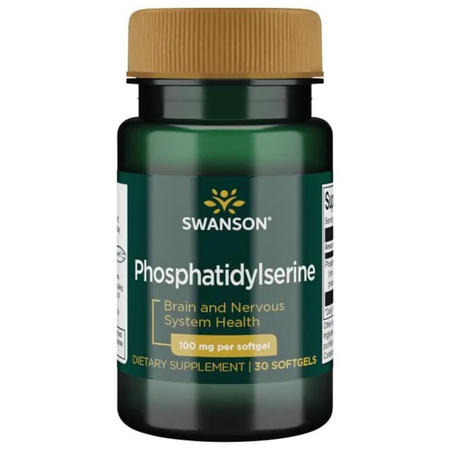 SWANSON®
Phosphatidylserine
Brain and Nervous
System Health
100 mg per softgel
DIETARY SUPPLEMENT | 30 SOFTGELS